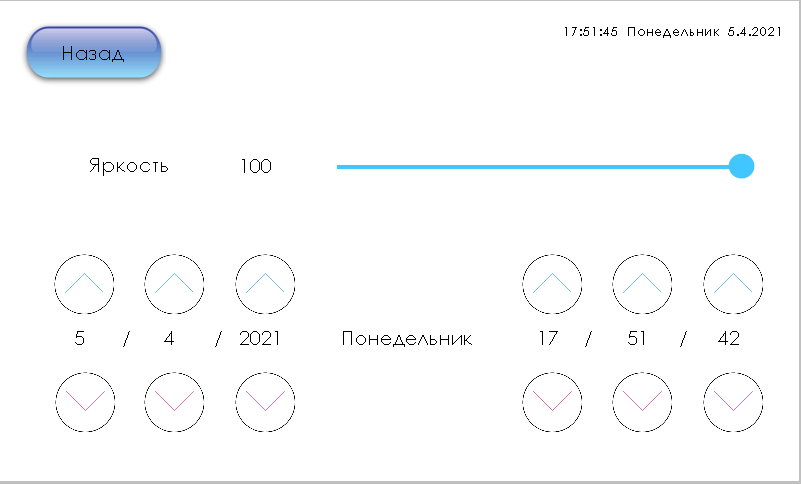 Назад
17:51:45 Понедельник 5.4.2021
Яркость 100
5 / 4 / 2021 Понедельник 17 / 51 / 42